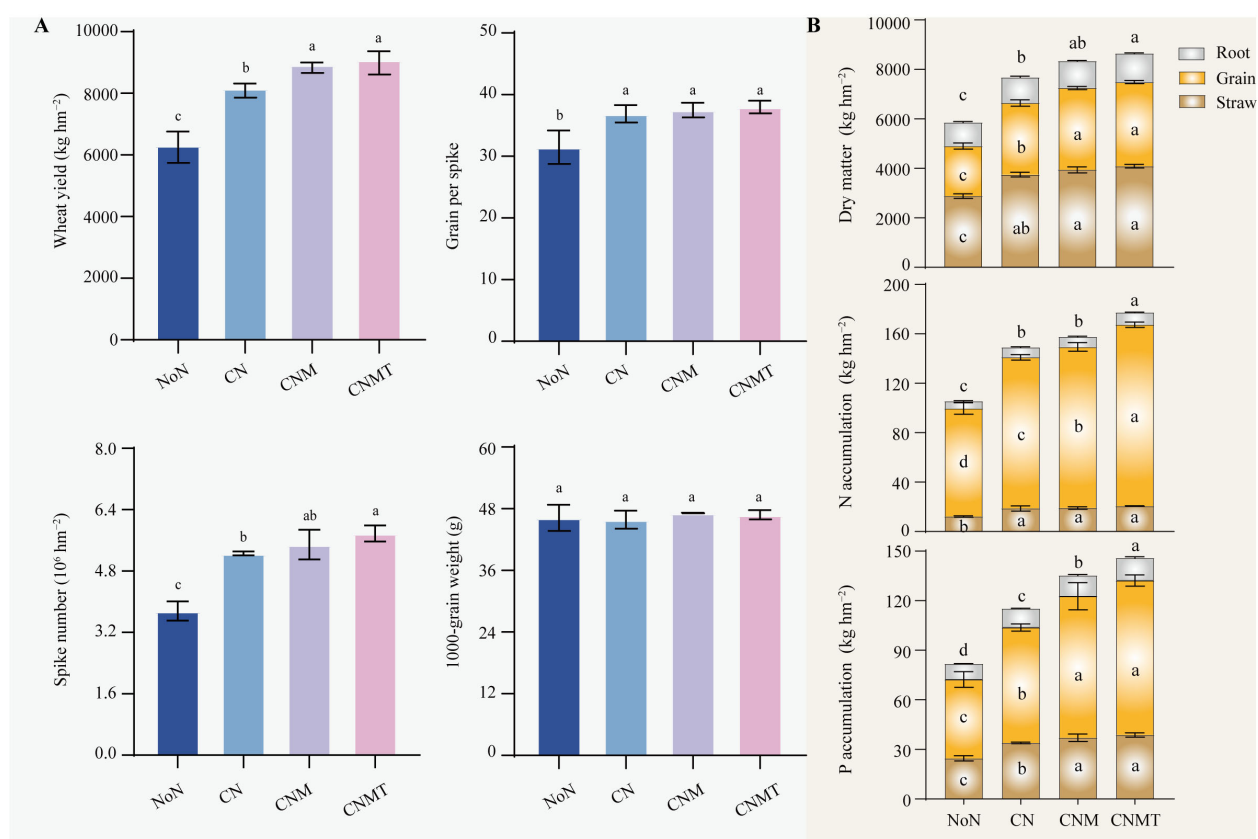 A
Wheat yield (kg hm⁻²)
10000
8000
6000
4000
2000
0
c
b
a
a
NoN
CN
CNM
CNMT
Grain per spike
50
40
30
20
10
0
b
a
a
a
NoN
CN
CNM
CNMT
Spike number (10⁶ hm⁻²)
8.0
6.4
4.8
3.2
1.6
0.0
c
b
ab
a
NoN
CN
CNM
CNMT
1000-grain weight (g)
60
48
36
24
12
0
a
a
a
a
NoN
CN
CNM
CNMT
B
Root
Grain
Straw
Dry matter (kg hm⁻²)
10000
8000
6000
4000
2000
0
c
b
ab
a
c
b
a
a
c
ab
a
a
N accumulation (kg hm⁻²)
200
160
120
80
40
0
c
b
b
a
d
c
b
a
b
a
a
a
P accumulation (kg hm⁻²)
150
120
90
60
30
0
d
c
b
a
c
b
a
a
c
b
a
a
NoN
CN
CNM
CNMT